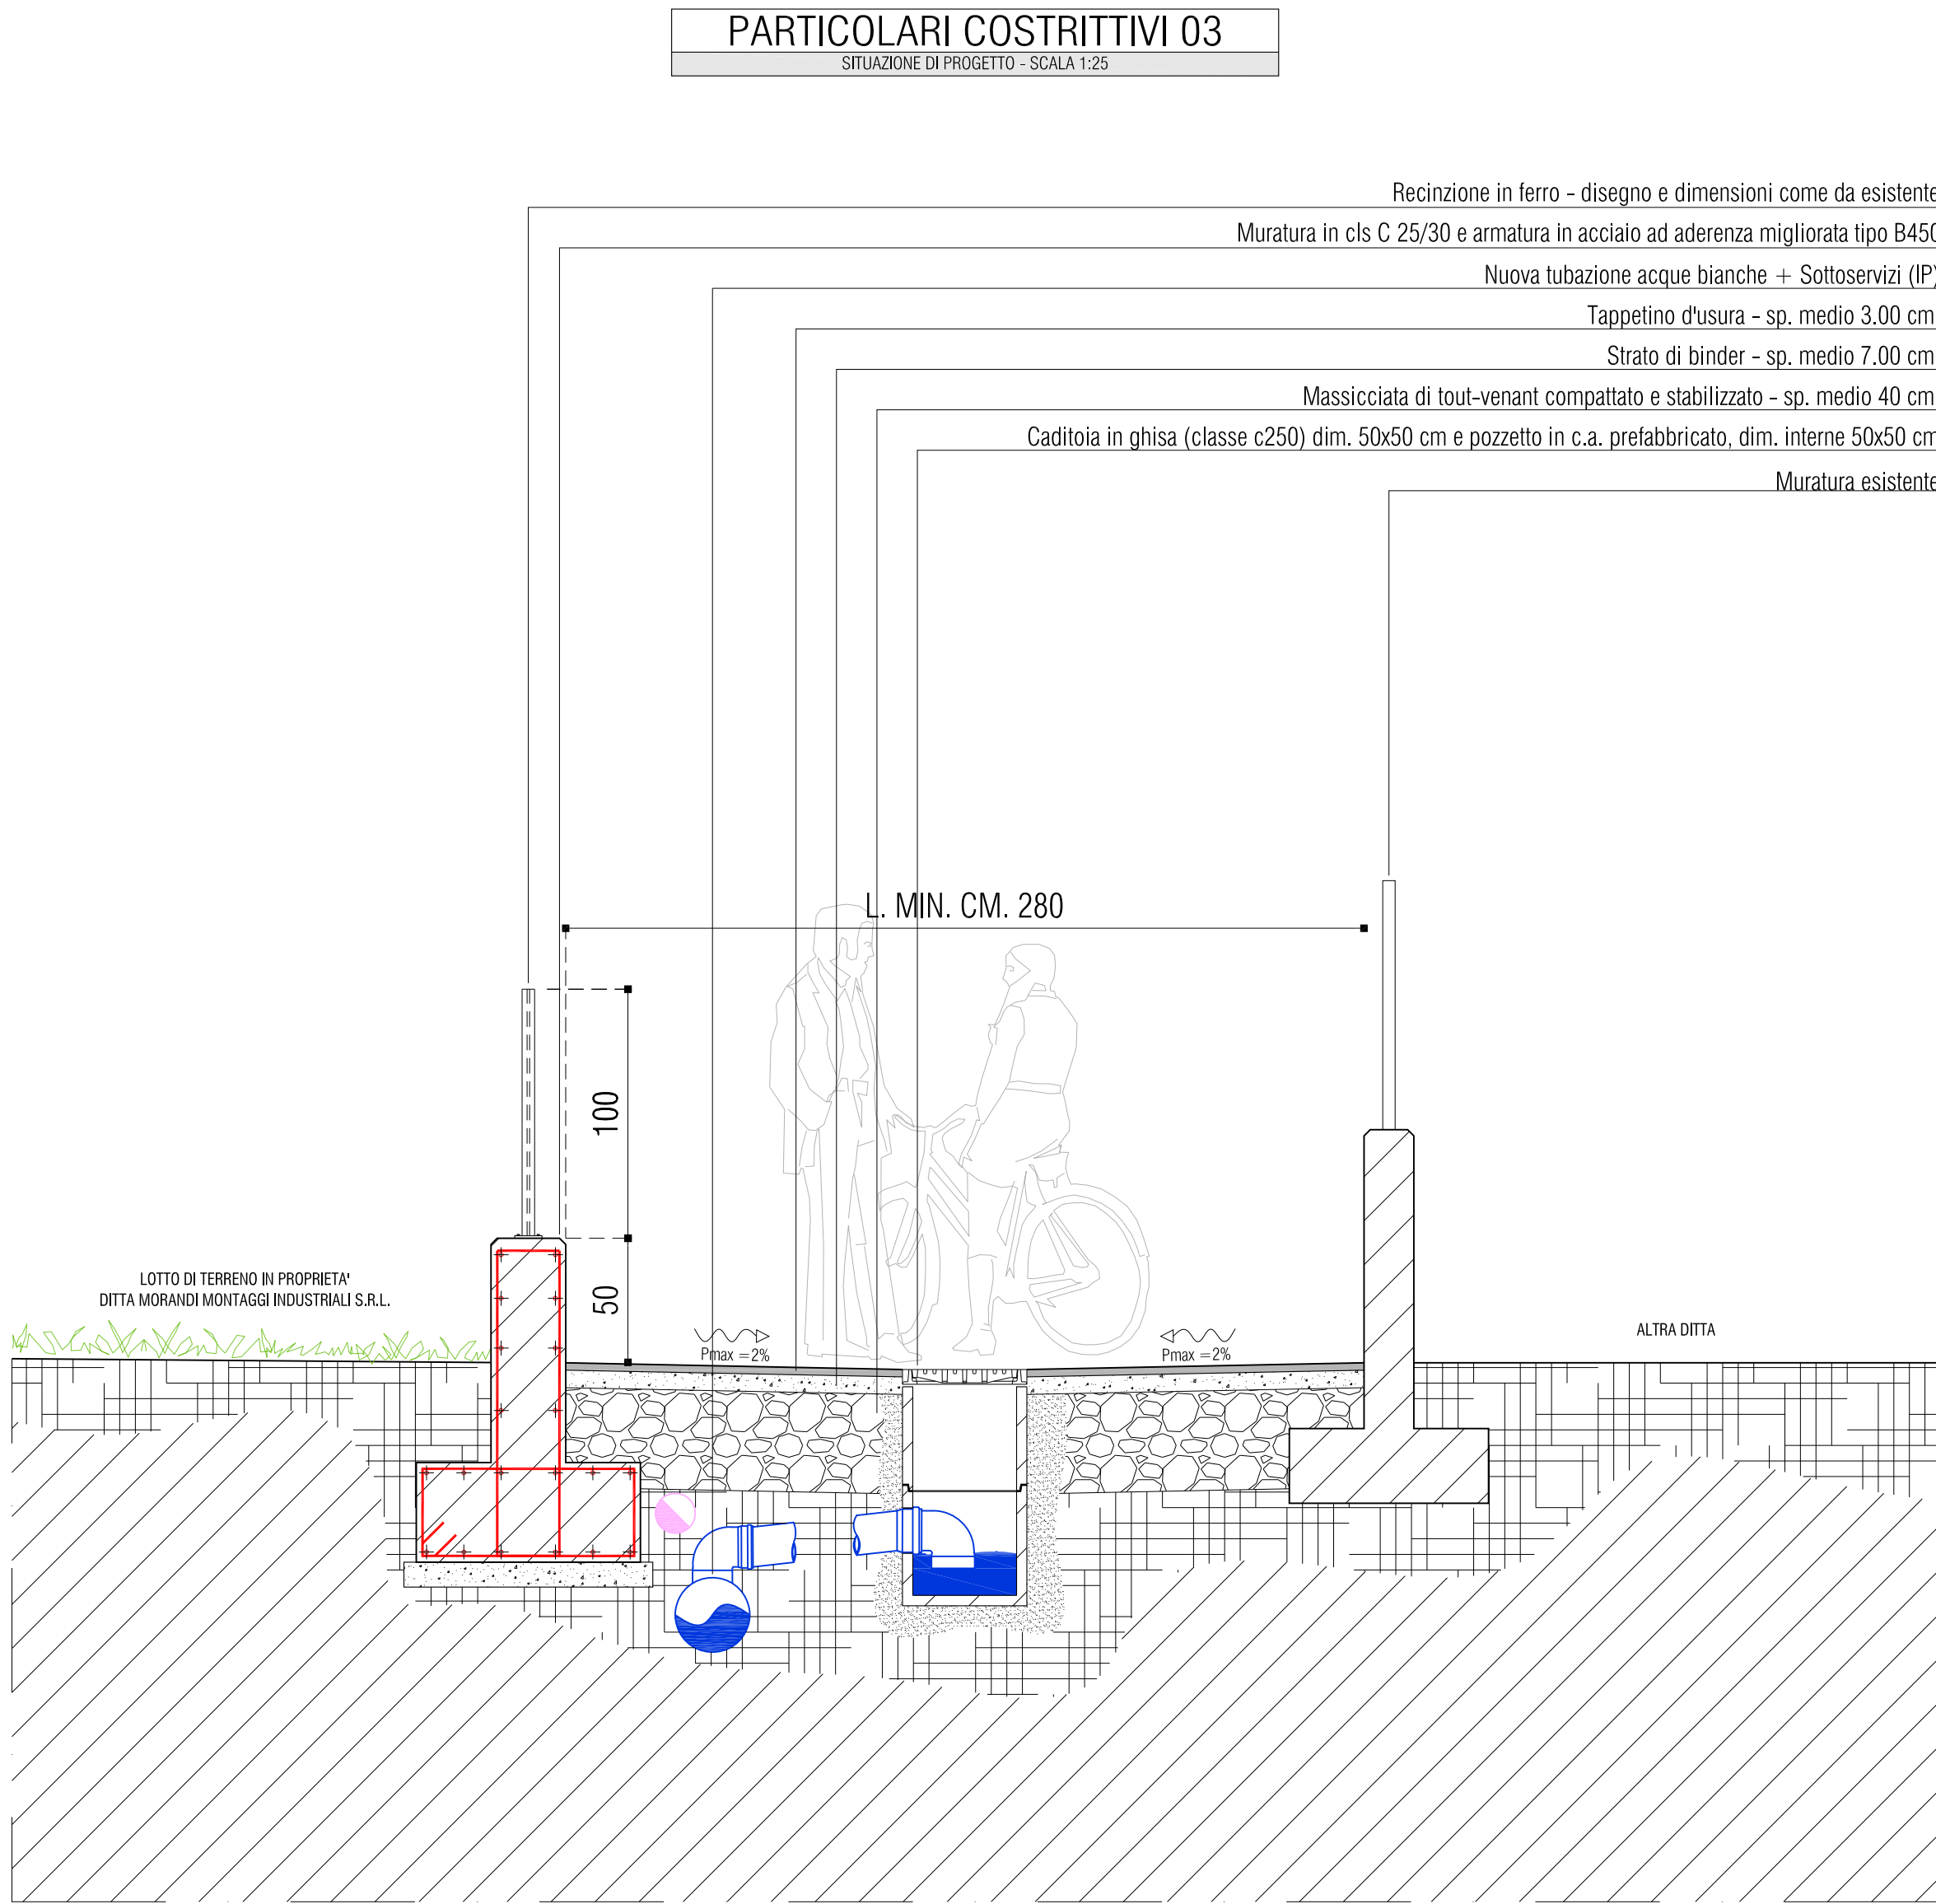 PARTICOLARI COSTRITTIVI 03
SITUAZIONE DI PROGETTO - SCALA 1:25
Recinzione in ferro - disegno e dimensioni come da esistente
Muratura in cls C 25/30 e armatura in acciaio ad aderenza migliorata tipo B450
Nuova tubazione acque bianche + Sottoservizi (IP)
Tappetino d'usura - sp. medio 3.00 cm
Strato di binder - sp. medio 7.00 cm
Massicciata di tout-venant compattato e stabilizzato - sp. medio 40 cm
Caditoia in ghisa (classe c250) dim. 50x50 cm e pozzetto in c.a. prefabbricato, dim. interne 50x50 cm
Muratura esistente
L. MIN. CM. 280
100
50
LOTTO DI TERRENO IN PROPRIETA'
DITTA MORANDI MONTAGGI INDUSTRIALI S.R.L.
Pmax =2%
Pmax =2%
ALTRA DITTA